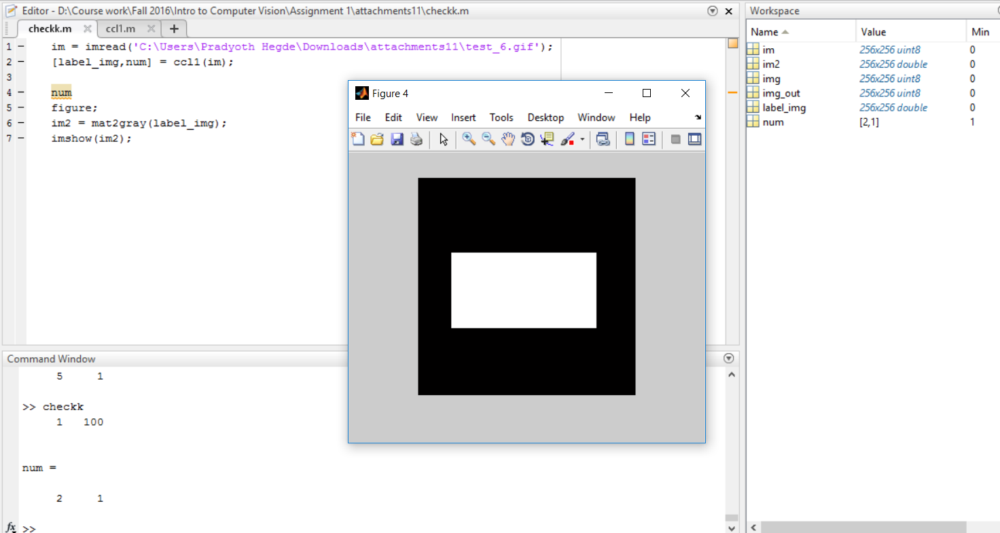 Editor - D:\Course work\Fall 2016\Intro to Computer Vision\Assignment 1\attachments11\checkk.m
checkk.m ccl1.m
1 im = imread('C:\Users\Pradyoth Hegde\Downloads\attachments11\test_6.gif');
2 [label_img,num] = ccl1(im);
3
4 num
5 figure;
6 im2 = mat2gray(label_img);
7 imshow(im2);
Figure 4
File Edit View Insert Tools Desktop Window Help
Command Window
5 1
>> checkk
1 100
num =
2 1
fx >>
Workspace
Name Value Min
im 256x256 uint8 0
im2 256x256 double 0
img 256x256 uint8 0
img_out 256x256 uint8 0
label_img 256x256 double 0
num [2,1] 1